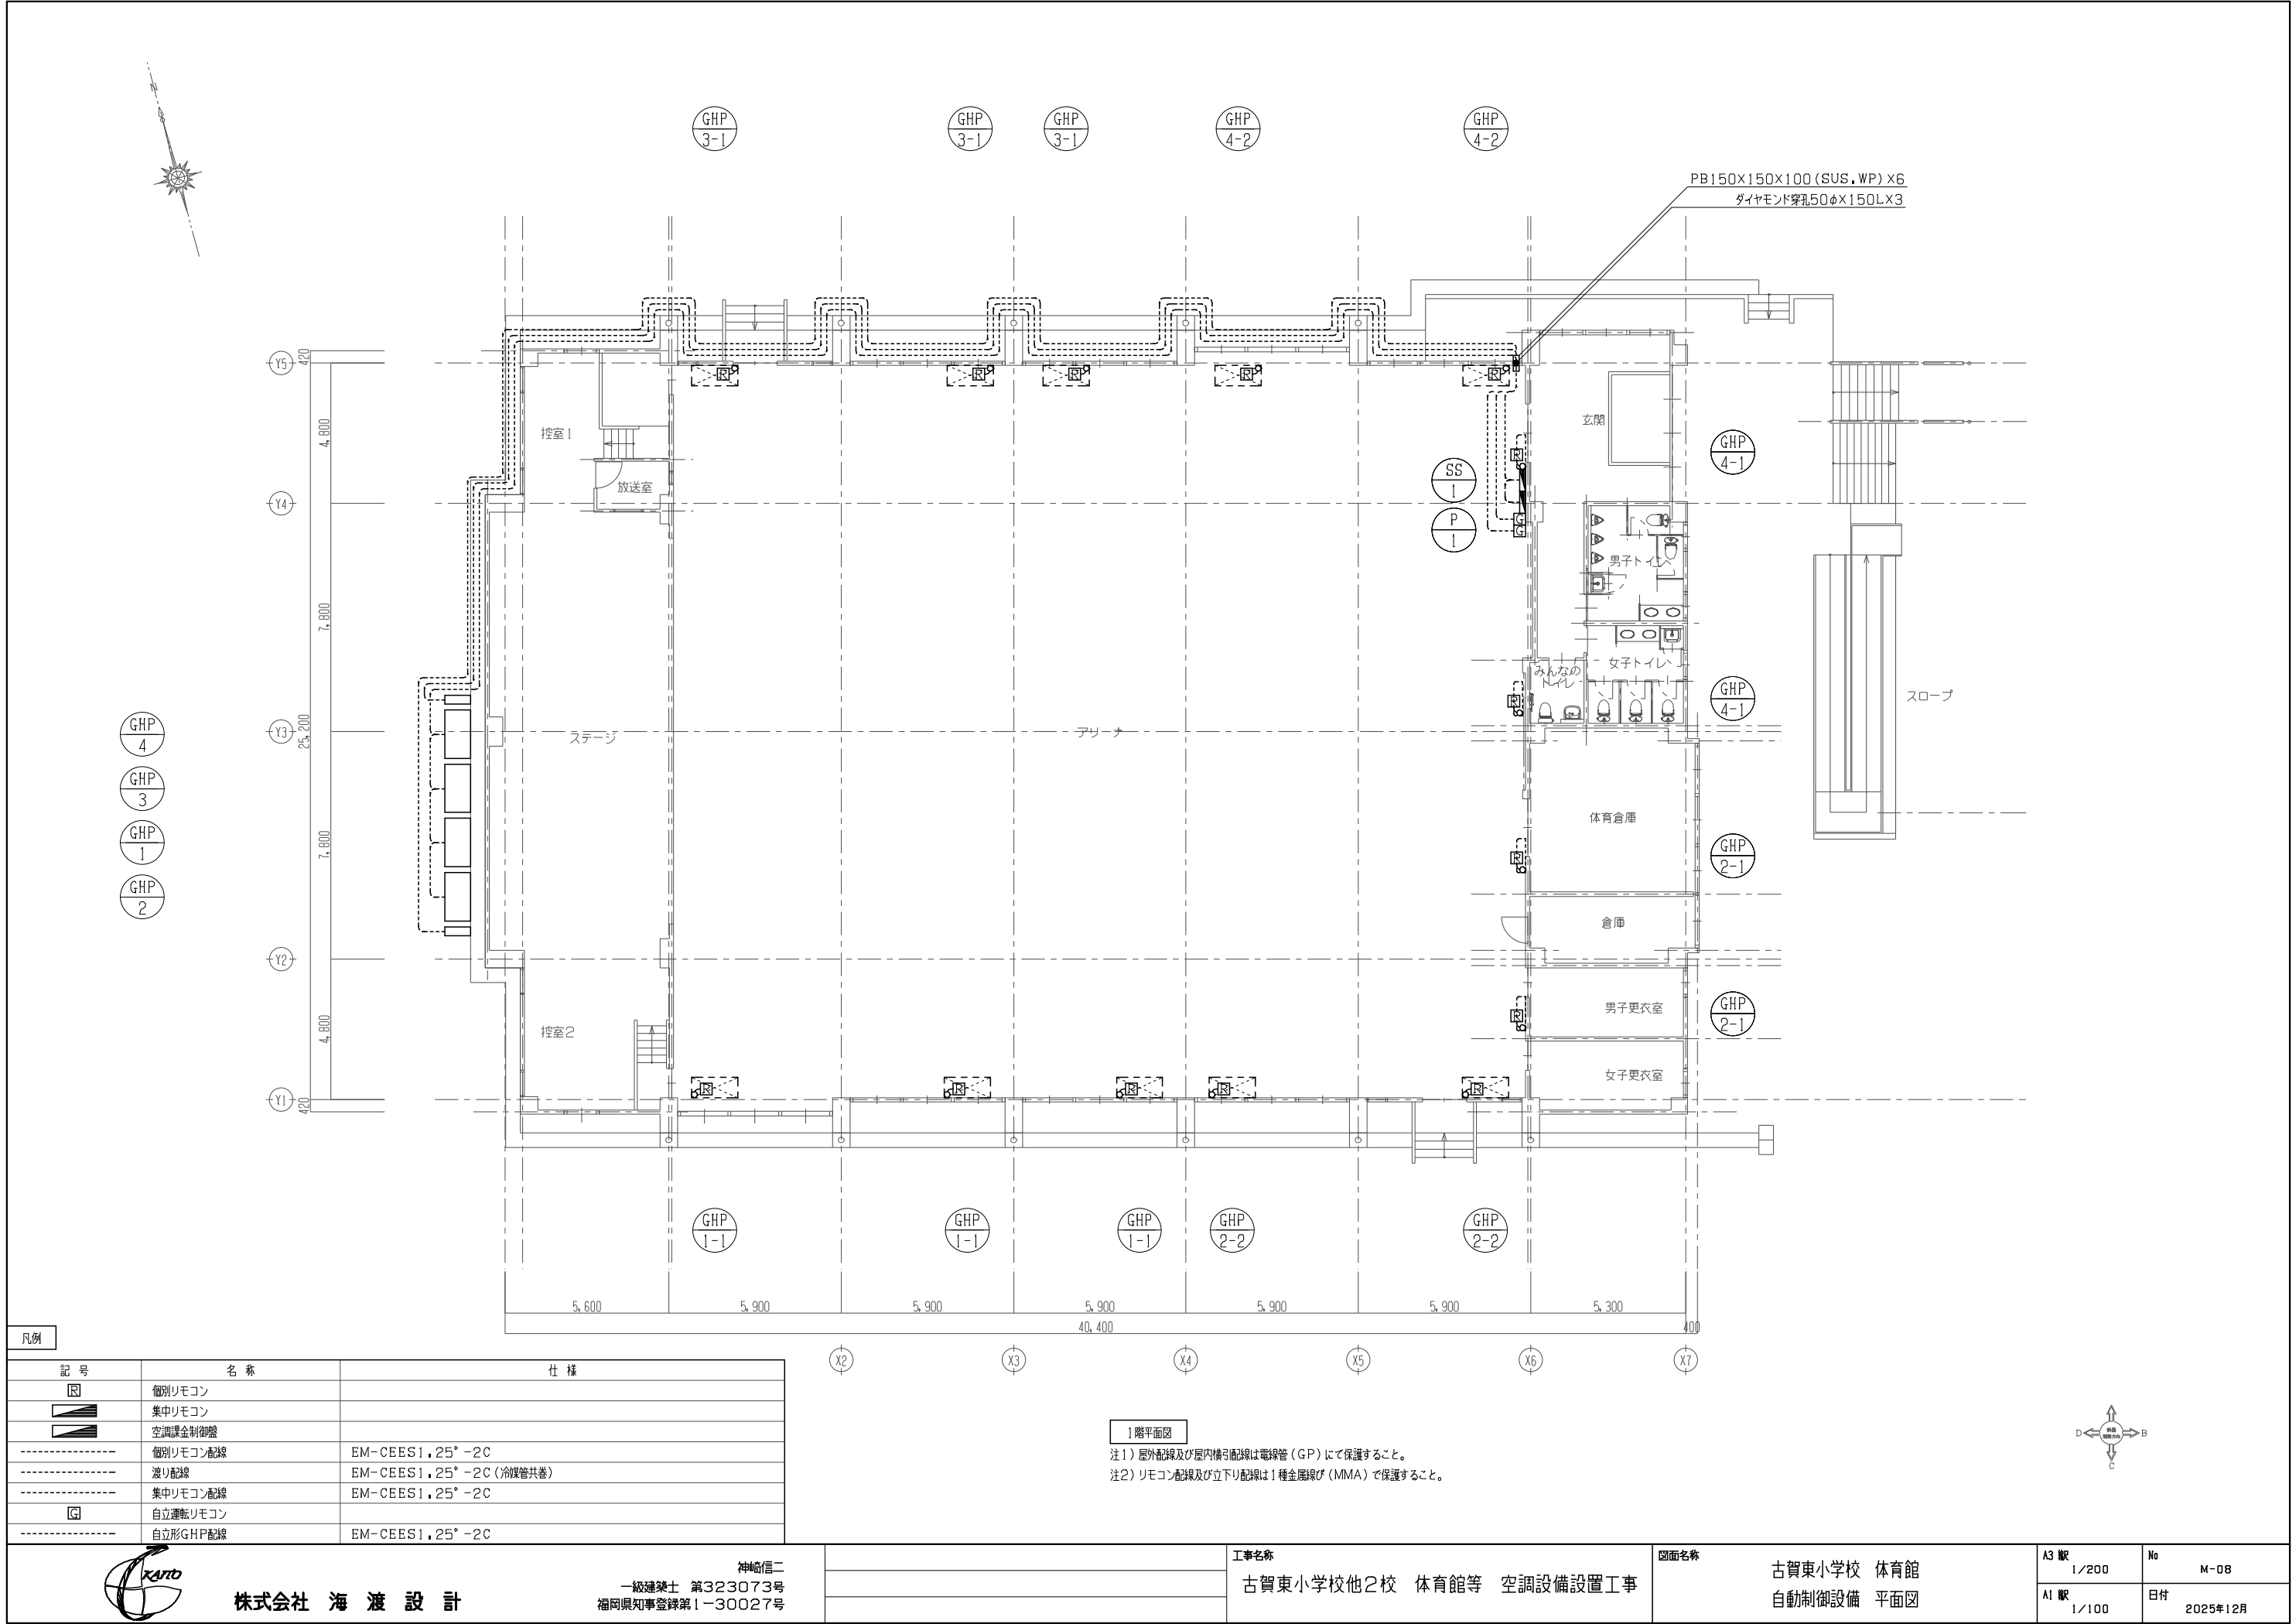 N
GHP
3-1
GHP
3-1
GHP
3-1
GHP
4-2
GHP
4-2
PB150×150×100(SUS.WP)×6
ダイヤモンド穿孔50φ×150L×3
Y5
420
玄関
控室1
4,800
GHP
4-1
放送室
SS
1
Y4
P
1
R
G
G
男子トイレ
7,800
女子トイレ
みんなの
トイレ
GHP
4-1
スロープ
GHP
4
Y3
25,200
ステージ
アリーナ
GHP
3
GHP
1
7,800
体育倉庫
GHP
2-1
GHP
2
倉庫
Y2
男子更衣室
GHP
2-1
4,800
控室2
女子更衣室
Y1
420
R
R
R
R
R
GHP
1-1
GHP
1-1
GHP
1-1
GHP
2-2
GHP
2-2
5,600
5,900
5,900
5,900
5,900
5,900
5,300
40,400
400
X2
X3
X4
X5
X6
X7
凡例
記 号 名 称 仕 様
R 個別リモコン
集中リモコン
空調課金制御盤
個別リモコン配線 EM-CEES1.25°-2C
渡り配線 EM-CEES1.25°-2C(冷媒管共巻)
集中リモコン配線 EM-CEES1.25°-2C
G 自立運転リモコン
自立形GHP配線 EM-CEES1.25°-2C
1階平面図
注1)屋外配線及び屋内横引配線は電線管(GP)にて保護すること。
注2)リモコン配線及び立下り配線は1種金属線ぴ(MMA)で保護すること。
D
B
C
KAITO
株式会社 海 渡 設 計
神崎信二
一級建築士 第323073号
福岡県知事登録第1-30027号
工事名称
古賀東小学校他2校 体育館等 空調設備設置工事
図面名称
古賀東小学校 体育館
自動制御設備 平面図
A3 縮尺
1/200
A1 縮尺
1/100
No
M-08
日付
2025年12月